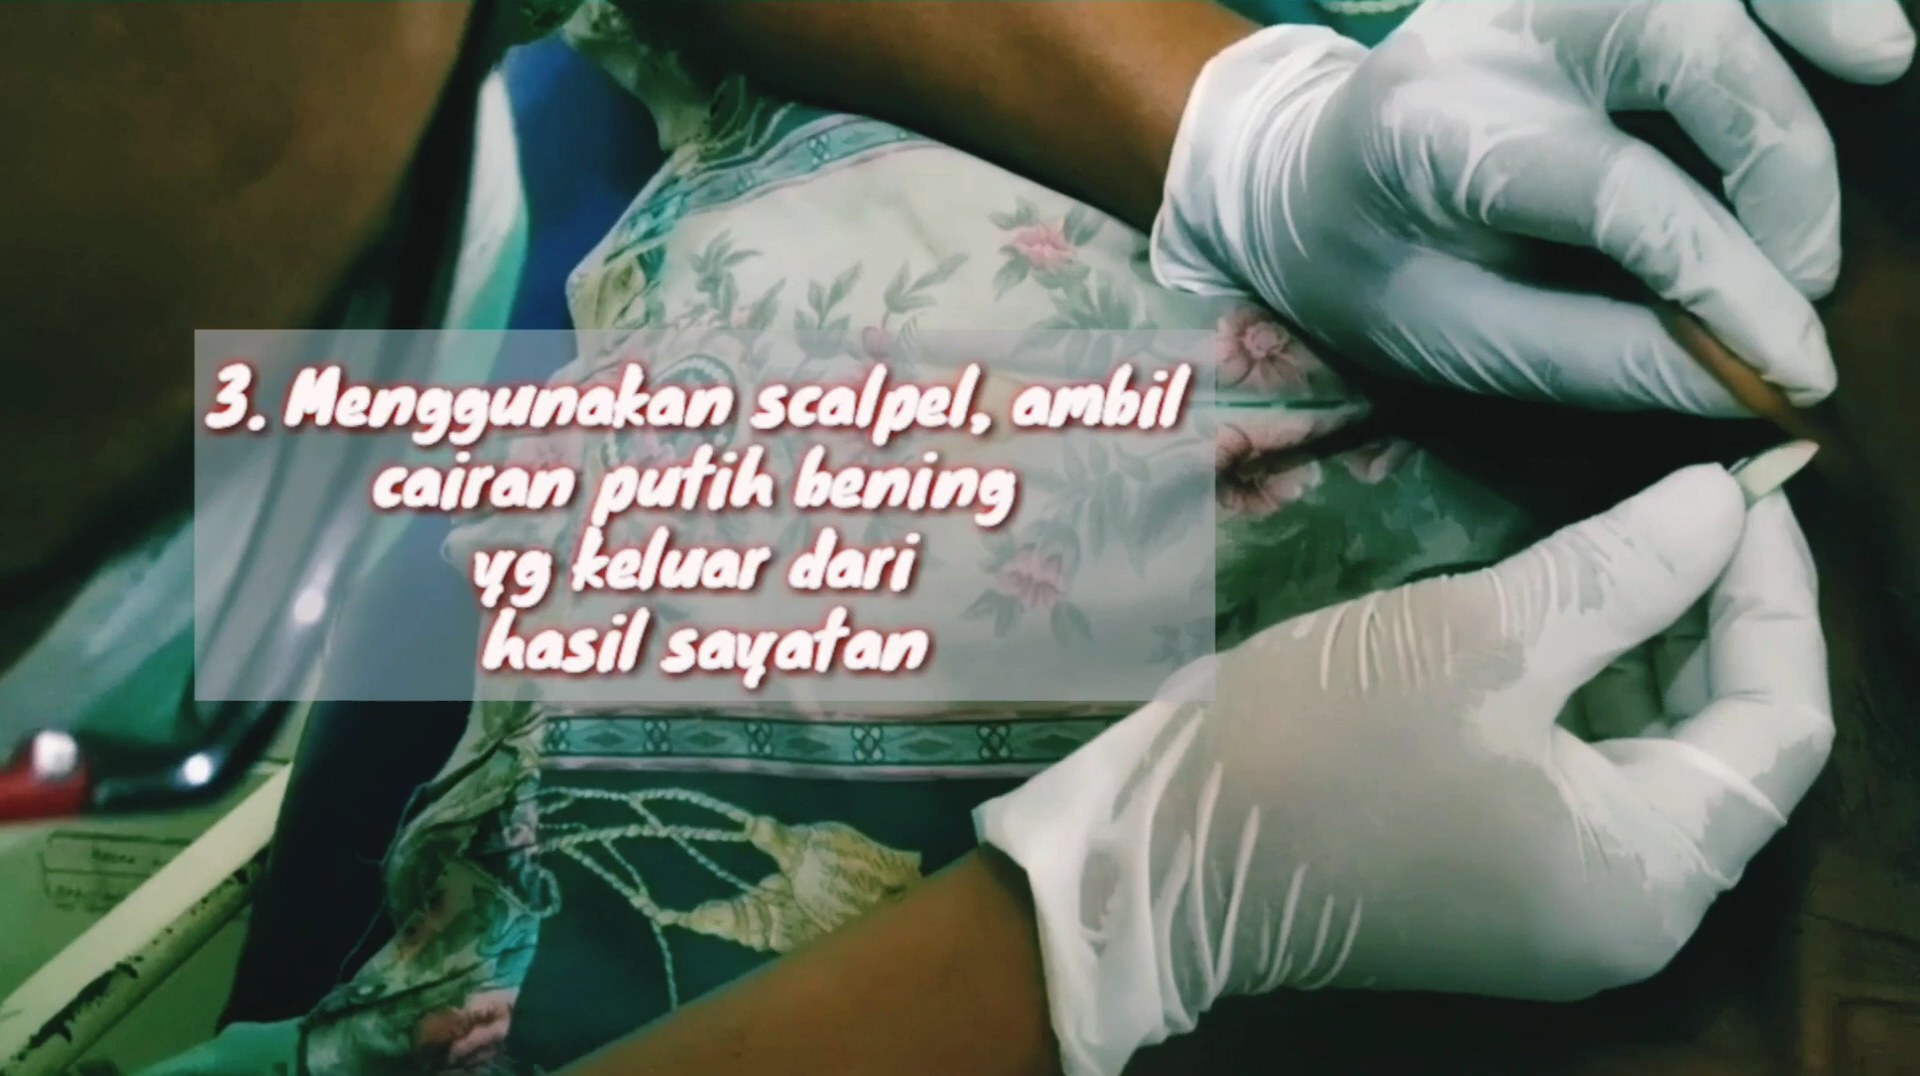 3. Menggunakan scalpel, ambil
cairan putih bening
yg keluar dari
hasil sayatan